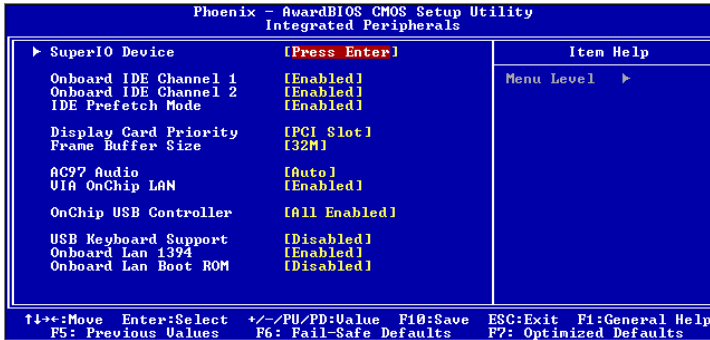 Phoenix - AwardBIOS CMOS Setup Utility
Integrated Peripherals
SuperIO Device [Press Enter]
Item Help
Onboard IDE Channel 1 [Enabled]
Menu Level
Onboard IDE Channel 2 [Enabled]
IDE Prefetch Mode [Enabled]
Display Card Priority [PCI Slot]
Frame Buffer Size [32M]
AC97 Audio [Auto]
VIA OnChip LAN [Enabled]
OnChip USB Controller [All Enabled]
USB Keyboard Support [Disabled]
Onboard Lan 1394 [Enabled]
Onboard Lan Boot ROM [Disabled]
↑↓→←:Move Enter:Select +/-/PU/PD:Value F10:Save ESC:Exit F1:General Help
F5: Previous Values F6: Fail-Safe Defaults F7: Optimized Defaults